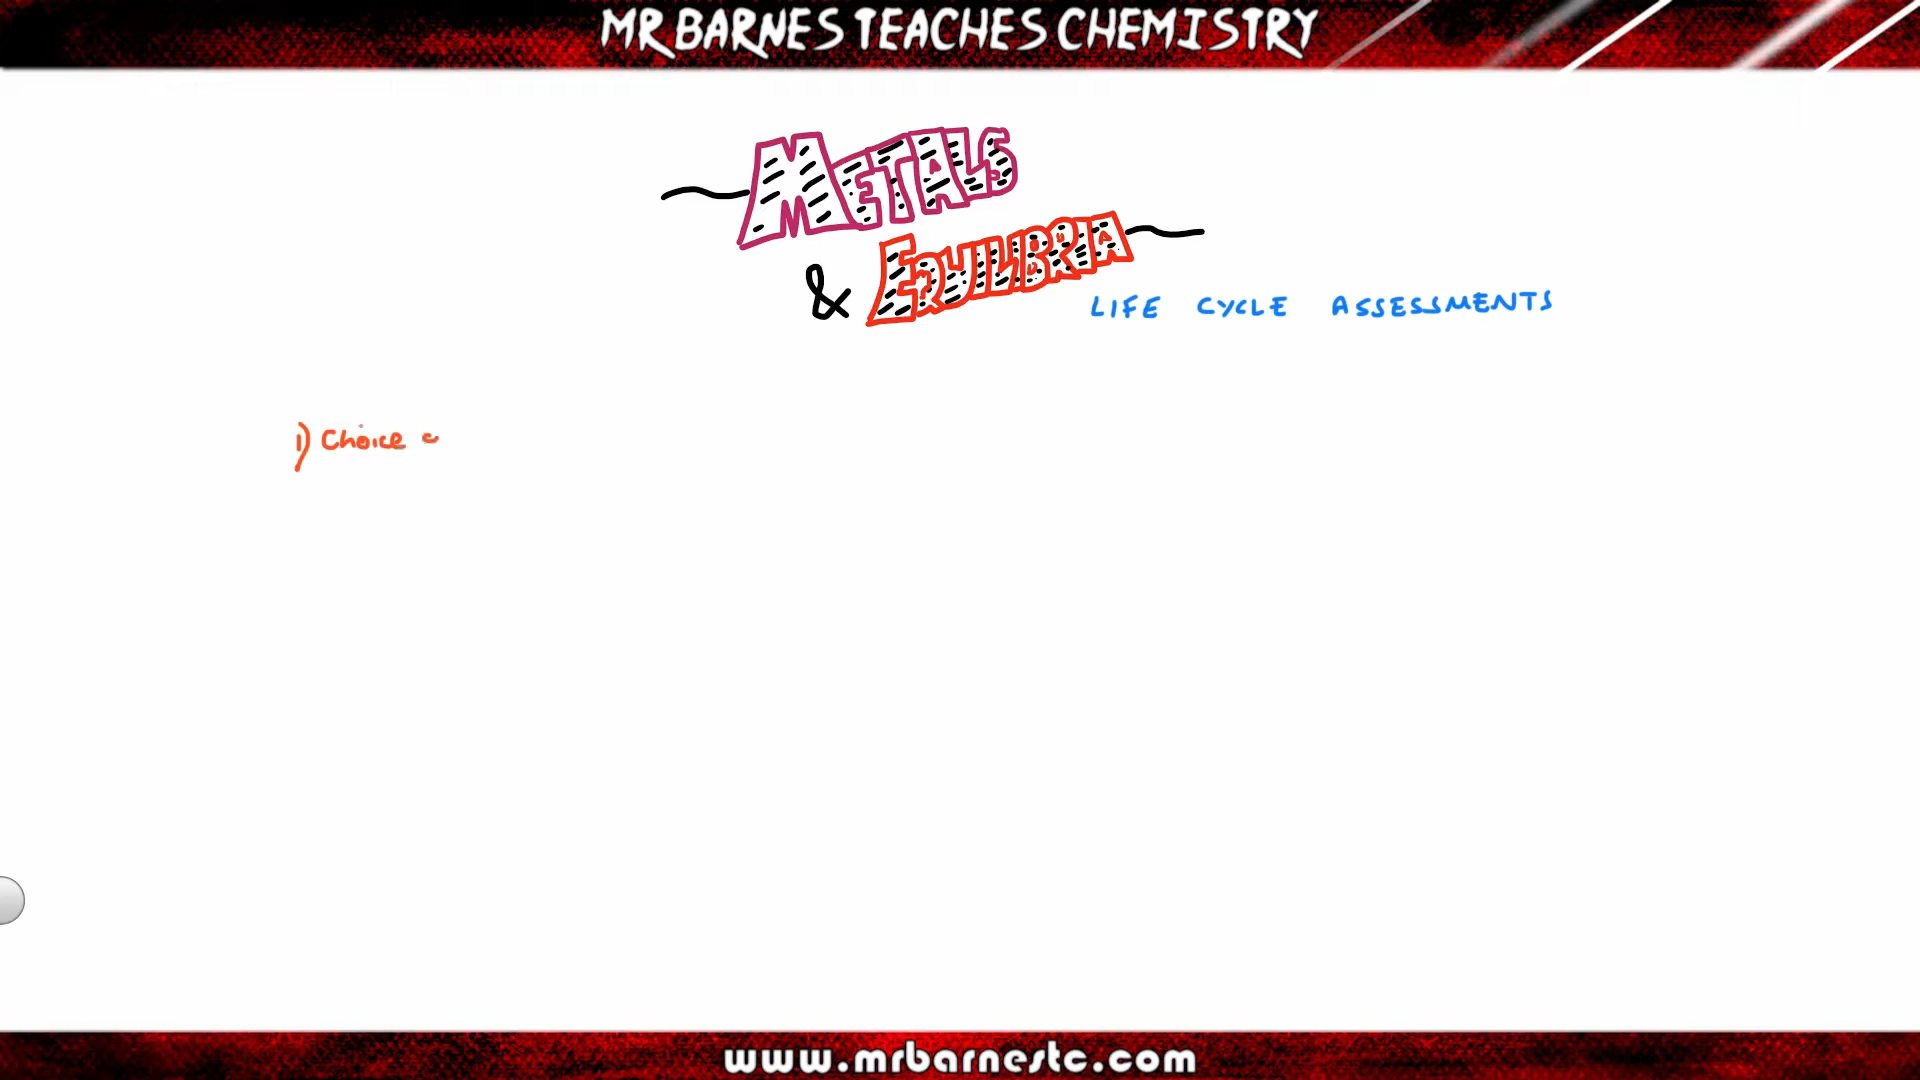 MR BARNES TEACHES CHEMISTRY
METALS
& EQUILIBRIA
LIFE CYCLE ASSESSMENTS
1) Choice o
www.mrbarnestc.com